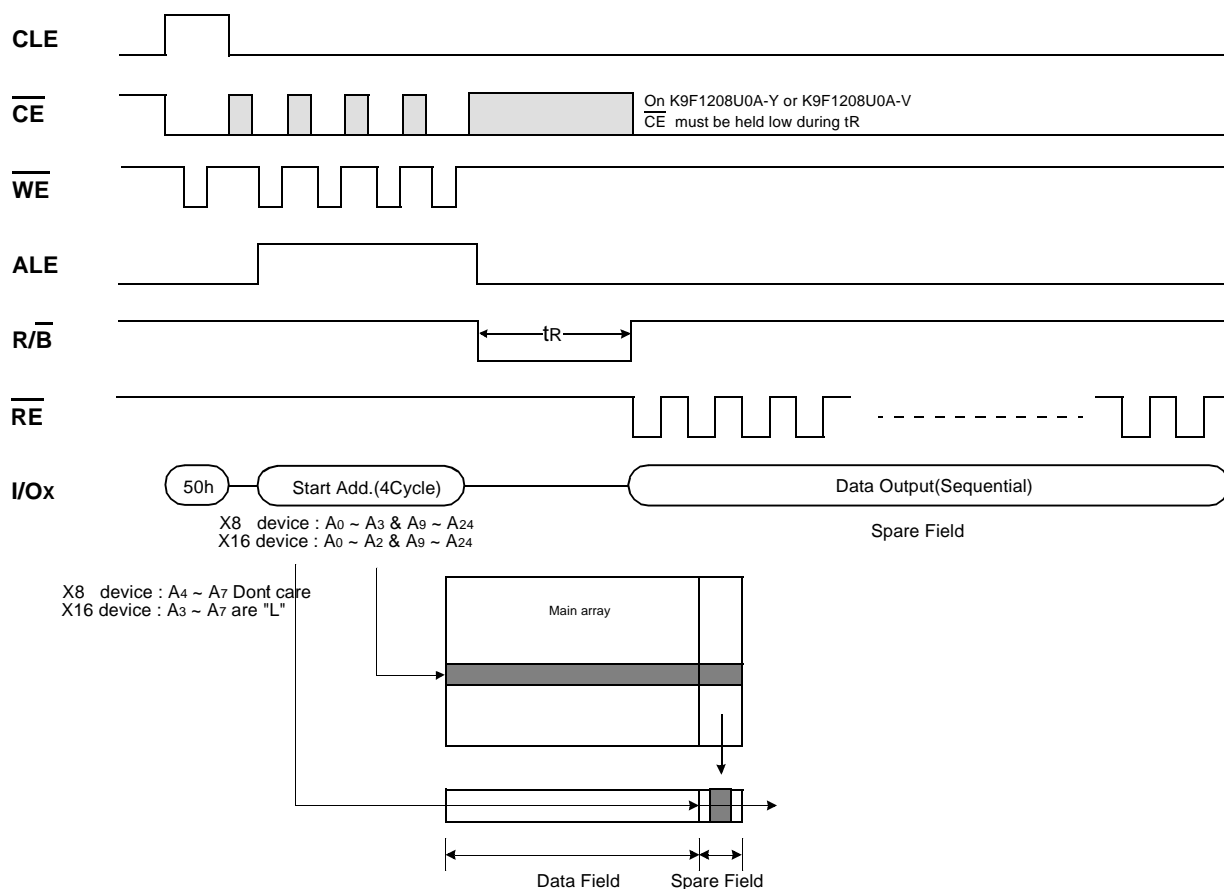 CLE
CE
On K9F1208U0A-Y or K9F1208U0A-V
CE must be held low during tR
WE
ALE
R/B
tR
RE
I/Ox
50h
Start Add.(4Cycle)
Data Output(Sequential)
X8 device : A0 ~ A3 & A9 ~ A24
X16 device : A0 ~ A2 & A9 ~ A24
Spare Field
X8 device : A4 ~ A7 Dont care
X16 device : A3 ~ A7 are "L"
Main array
Data Field
Spare Field